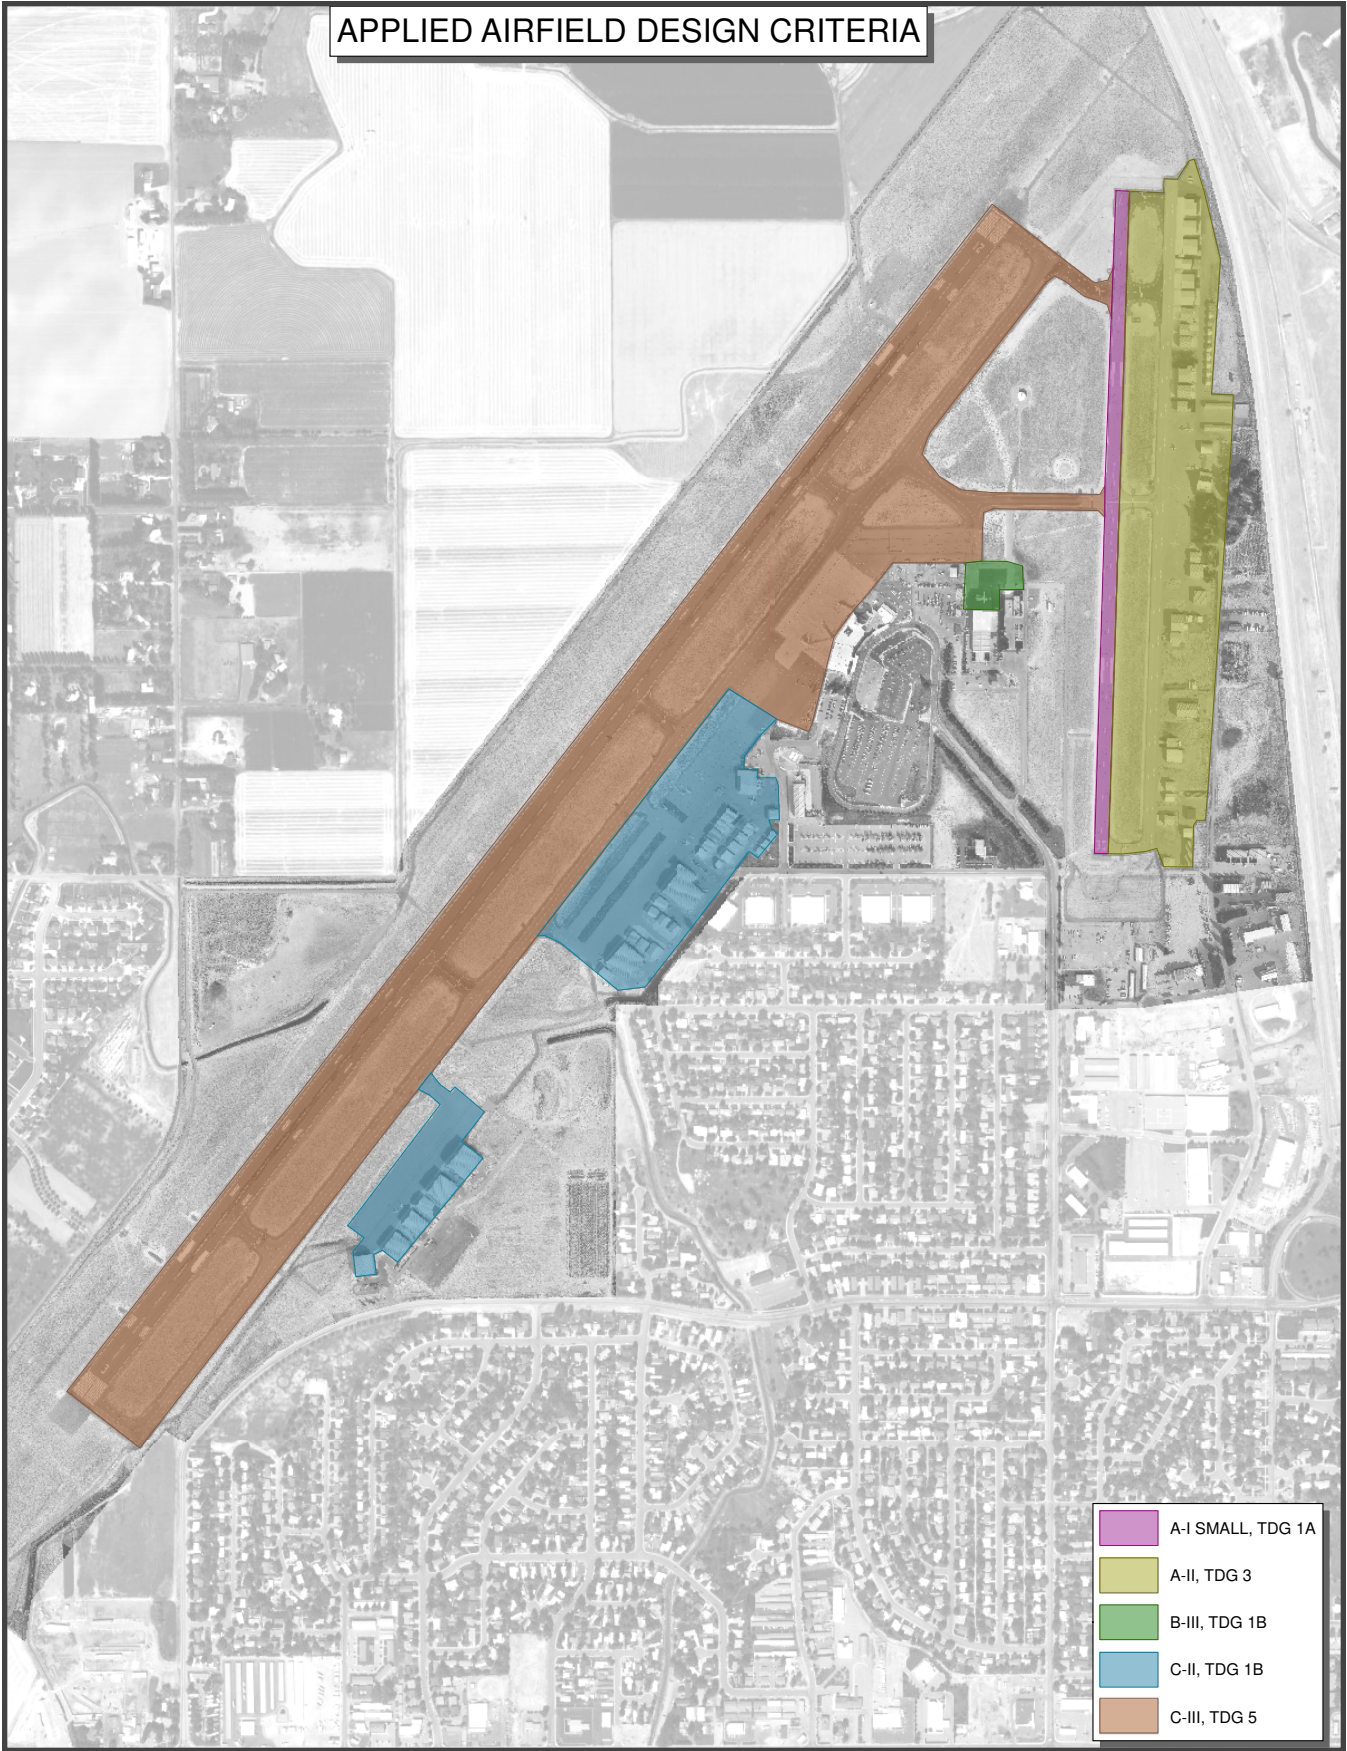 APPLIED AIRFIELD DESIGN CRITERIA
A-I SMALL, TDG 1A
A-II, TDG 3
B-III, TDG 1B
C-II, TDG 1B
C-III, TDG 5